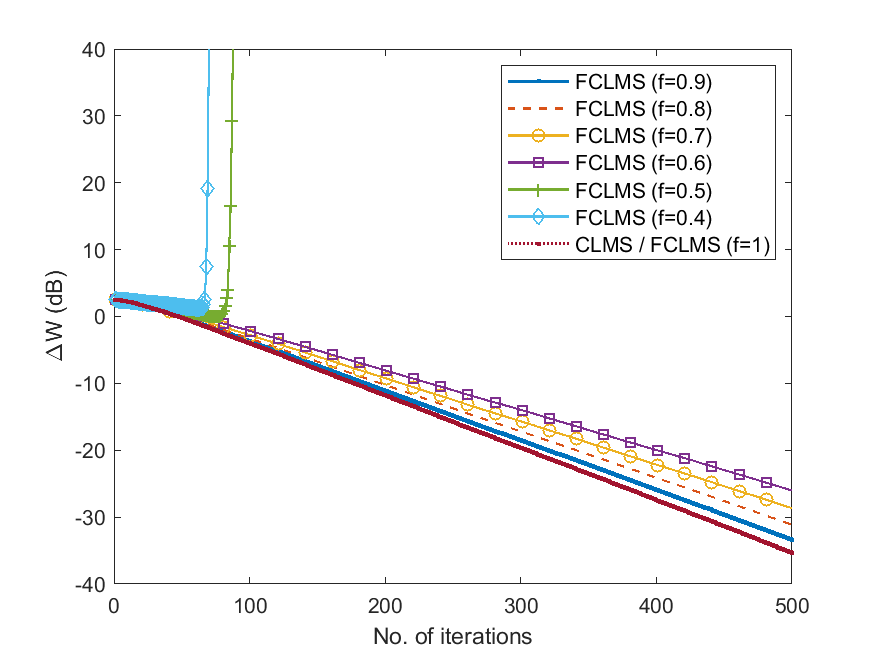 40
30
20
10
0
-10
-20
-30
-40
ΔW (dB)
FCLMS (f=0.9)
FCLMS (f=0.8)
FCLMS (f=0.7)
FCLMS (f=0.6)
FCLMS (f=0.5)
FCLMS (f=0.4)
CLMS / FCLMS (f=1)
0 100 200 300 400 500
No. of iterations